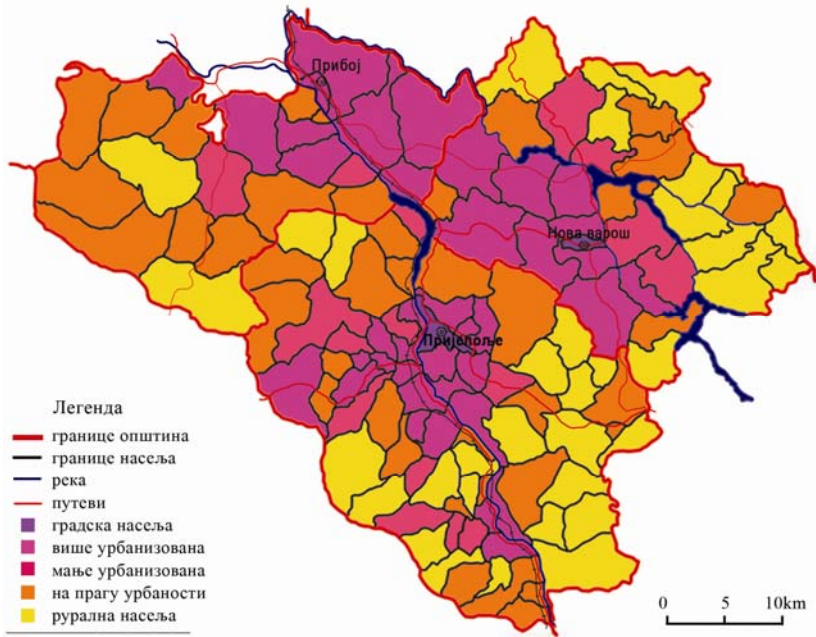 Прибој
Нова варош
Пријепоље
Легенда
границе општина
границе насеља
река
путеви
градска насеља
више урбанизована
мање урбанизована
на прагу урбаности
рурална насеља
0 5 10km